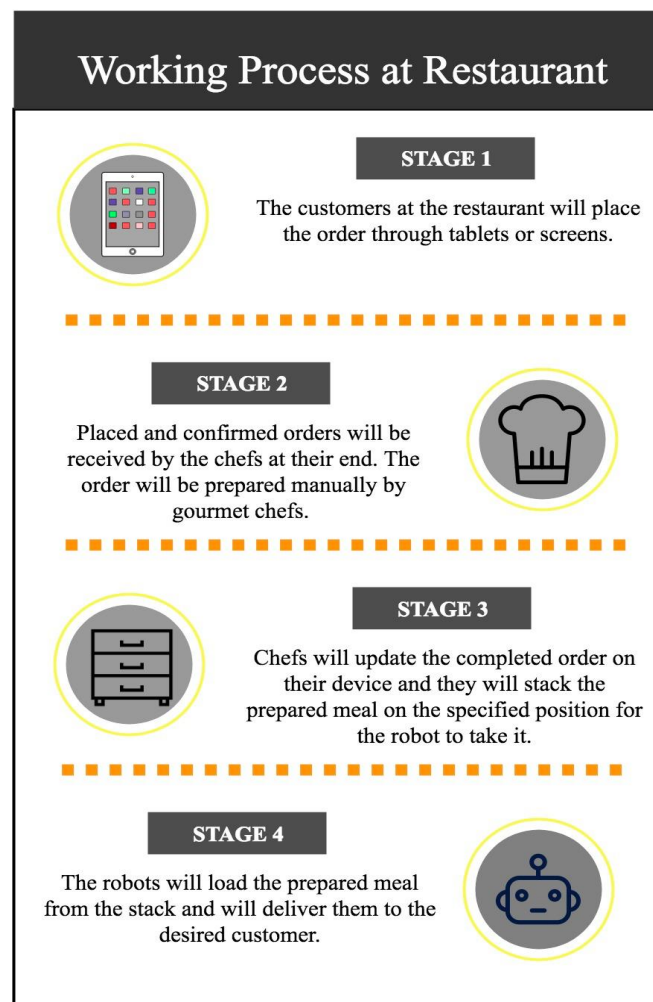 Working Process at Restaurant
STAGE 1
The customers at the restaurant will place
the order through tablets or screens.
STAGE 2
Placed and confirmed orders will be
received by the chefs at their end. The
order will be prepared manually by
gourmet chefs.
STAGE 3
Chefs will update the completed order on
their device and they will stack the
prepared meal on the specified position for
the robot to take it.
STAGE 4
The robots will load the prepared meal
from the stack and will deliver them to the
desired customer.